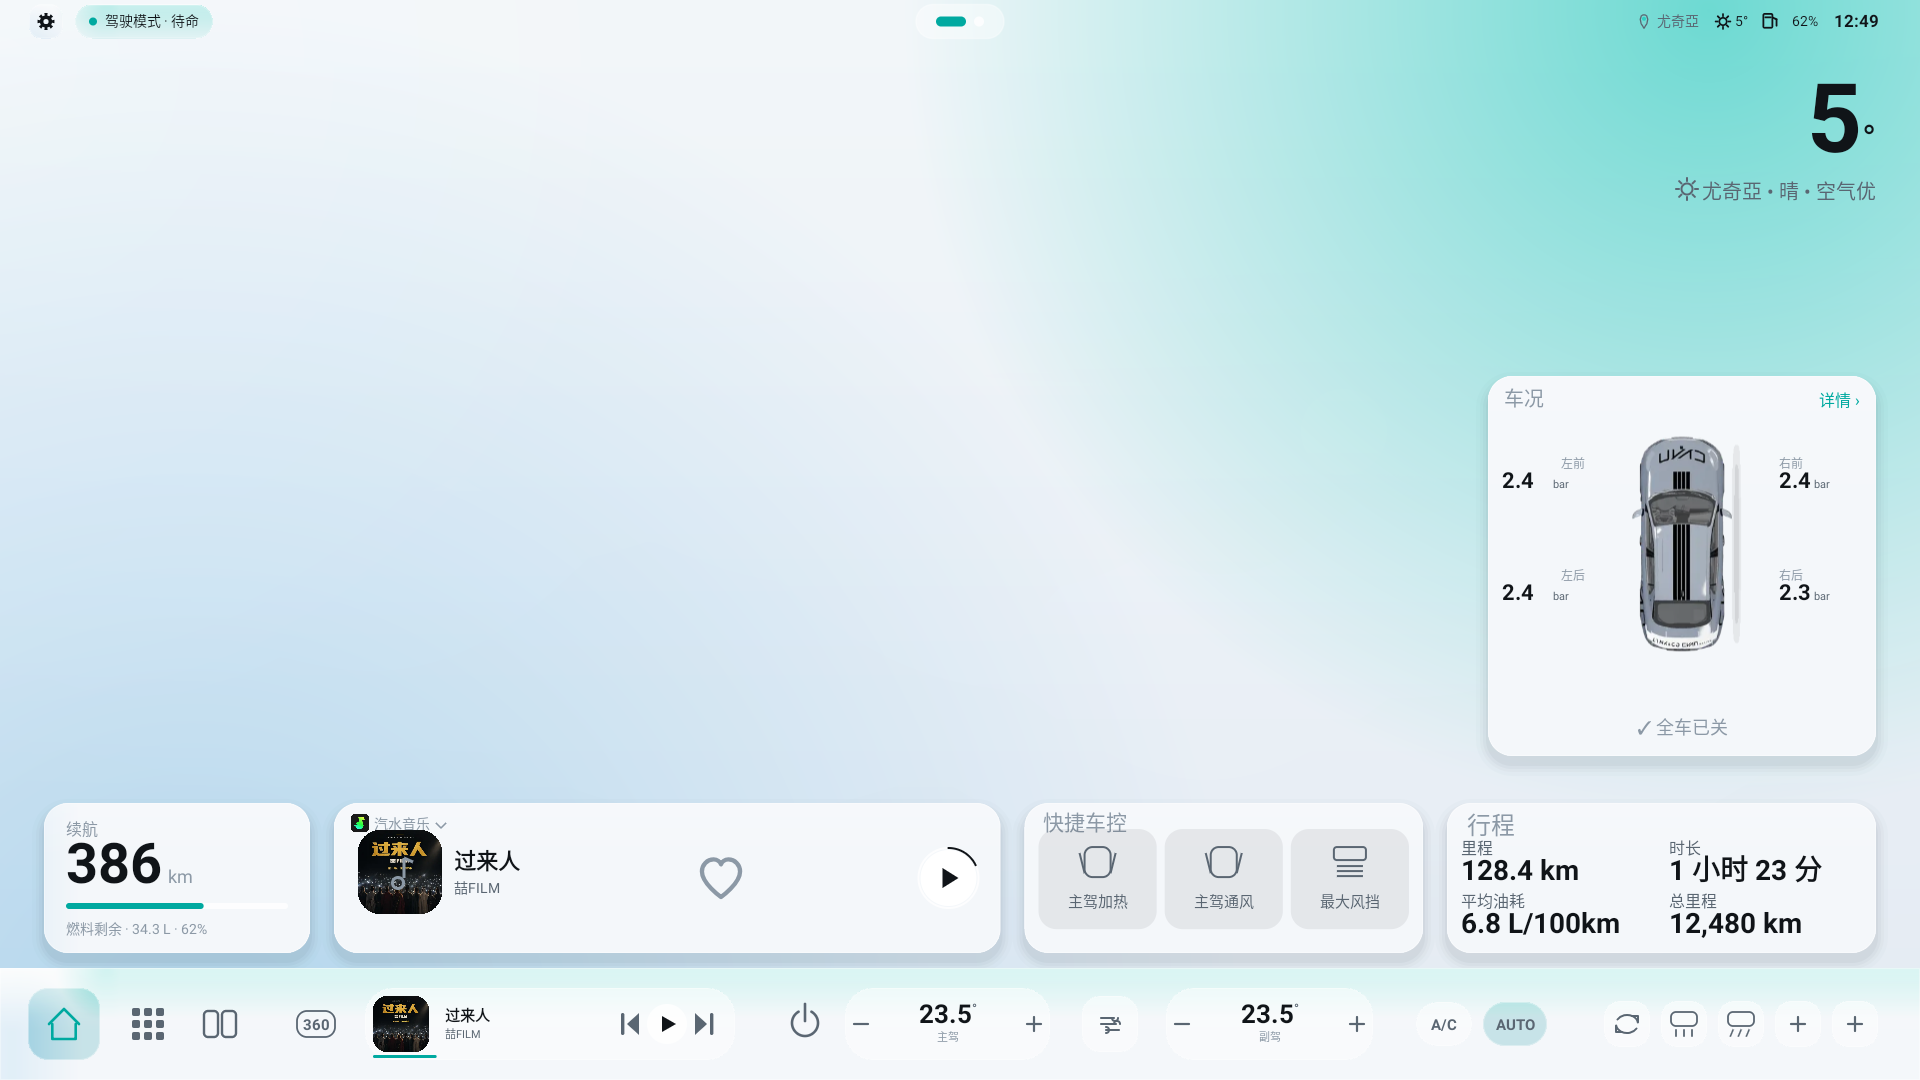 驾驶模式 · 待命
尤奇亞 5° 62% 12:49
5°
尤奇亞 • 晴 • 空气优
车况 详情 ›
左前 右前
2.4 bar 2.4 bar
左后 右后
2.4 bar 2.3 bar
✓ 全车已关
续航
386 km
燃料剩余 · 34.3 L · 62%
汽水音乐
过来人
过来人
喆FILM
快捷车控
主驾加热 主驾通风 最大风挡
行程
里程 时长
128.4 km 1 小时 23 分
平均油耗 总里程
6.8 L/100km 12,480 km
360
过来人
过来人
喆FILM
23.5°
主驾
23.5°
副驾
A/C AUTO